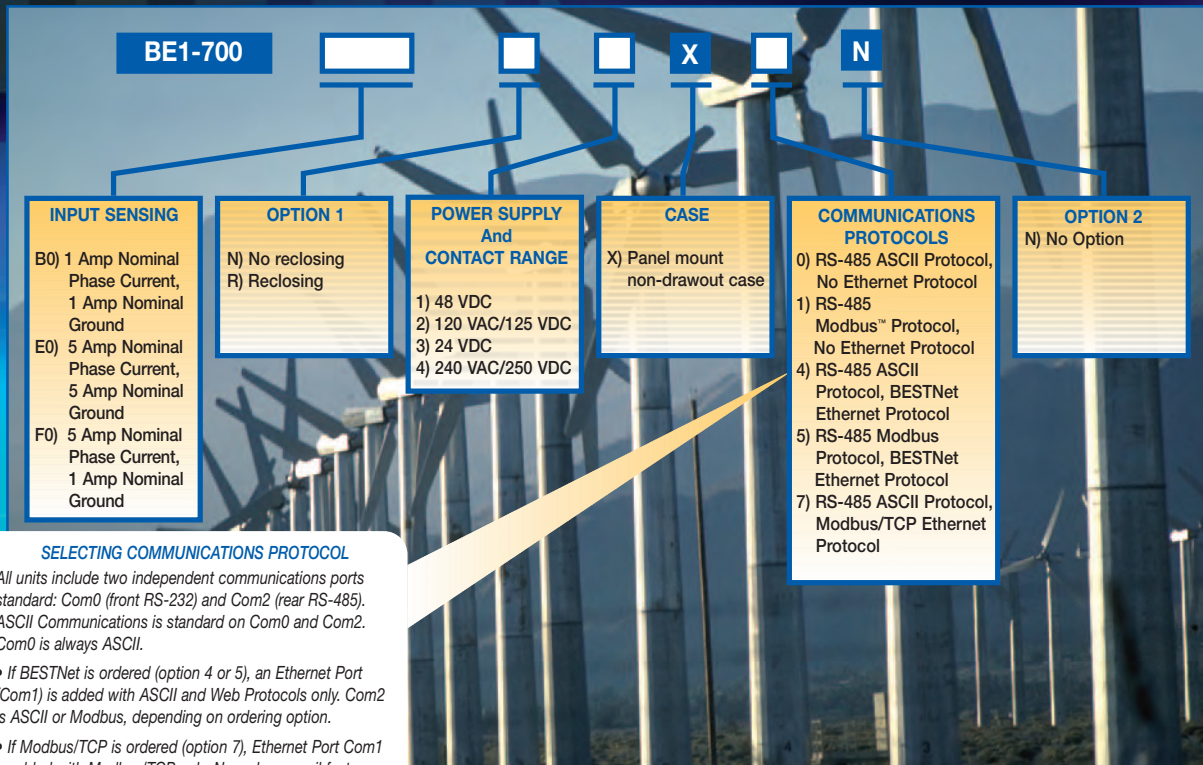 BE1-700 X N
INPUT SENSING
B0) 1 Amp Nominal
Phase Current,
1 Amp Nominal
Ground
E0) 5 Amp Nominal
Phase Current,
5 Amp Nominal
Ground
F0) 5 Amp Nominal
Phase Current,
1 Amp Nominal
Ground
OPTION 1
N) No reclosing
R) Reclosing
POWER SUPPLY
And
CONTACT RANGE
1) 48 VDC
2) 120 VAC/125 VDC
3) 24 VDC
4) 240 VAC/250 VDC
CASE
X) Panel mount
non-drawout case
COMMUNICATIONS
PROTOCOLS
0) RS-485 ASCII Protocol,
No Ethernet Protocol
1) RS-485
Modbus™ Protocol,
No Ethernet Protocol
4) RS-485 ASCII
Protocol, BESTNet
Ethernet Protocol
5) RS-485 Modbus
Protocol, BESTNet
Ethernet Protocol
7) RS-485 ASCII Protocol,
Modbus/TCP Ethernet
Protocol
OPTION 2
N) No Option
SELECTING COMMUNICATIONS PROTOCOL
All units include two independent communications ports
standard: Com0 (front RS-232) and Com2 (rear RS-485).
ASCII Communications is standard on Com0 and Com2.
Com0 is always ASCII.
• If BESTNet is ordered (option 4 or 5), an Ethernet Port
(Com1) is added with ASCII and Web Protocols only. Com2
is ASCII or Modbus, depending on ordering option.
• If Modbus/TCP is ordered (option 7), Ethernet Port Com1